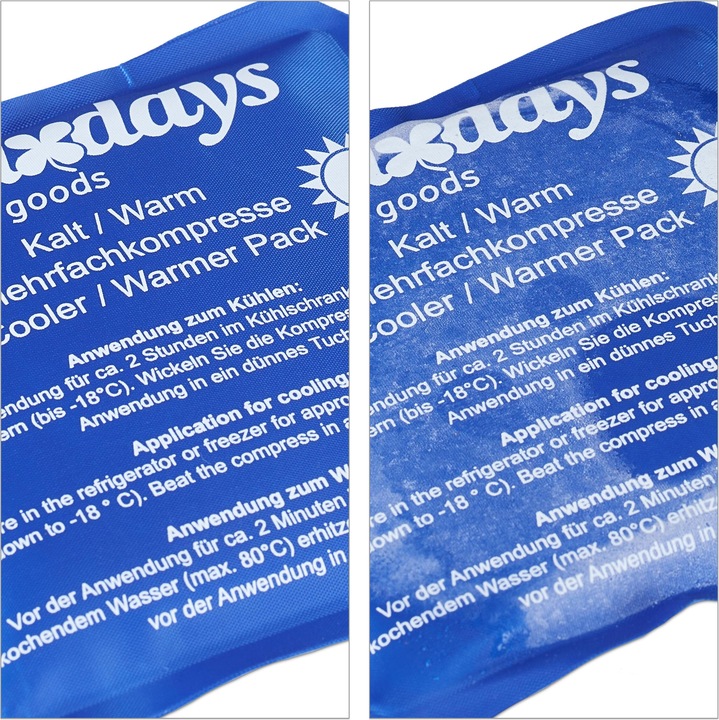 days
goods
Kalt / Warm
ehrfachkompresse
ooler / Warmer Pack
Anwendung zum Kühlen:
endung für ca. 2 Stunden im Kühlschrank
ern (bis -18°C). Wickeln Sie die Kompres
Anwendung in ein dünnes Tuch
Application for cooling
re in the refrigerator or freezer for appro
down to -18 ° C). Beat the compress in a
Anwendung zum W
Vor der Anwendung für ca. 2 Minuten
kochendem Wasser (max. 80°C) erhitz
vor der Anwendung in
days
goods
Kalt / Warm
ehrfachkompresse
ooler / Warmer Pack
Anwendung zum Kühlen:
endung für ca. 2 Stunden im Kühlschrank
ern (bis -18°C). Wickeln Sie die Kompres
Anwendung in ein dünnes Tuch
Application for cooling:
re in the refrigerator or freezer for appro
down to -18 ° C). Beat the compress in a
Anwendung zum W
Vor der Anwendung für ca. 2 Minuten
kochendem Wasser (max. 80°C) erhitz
vor der Anwendung in